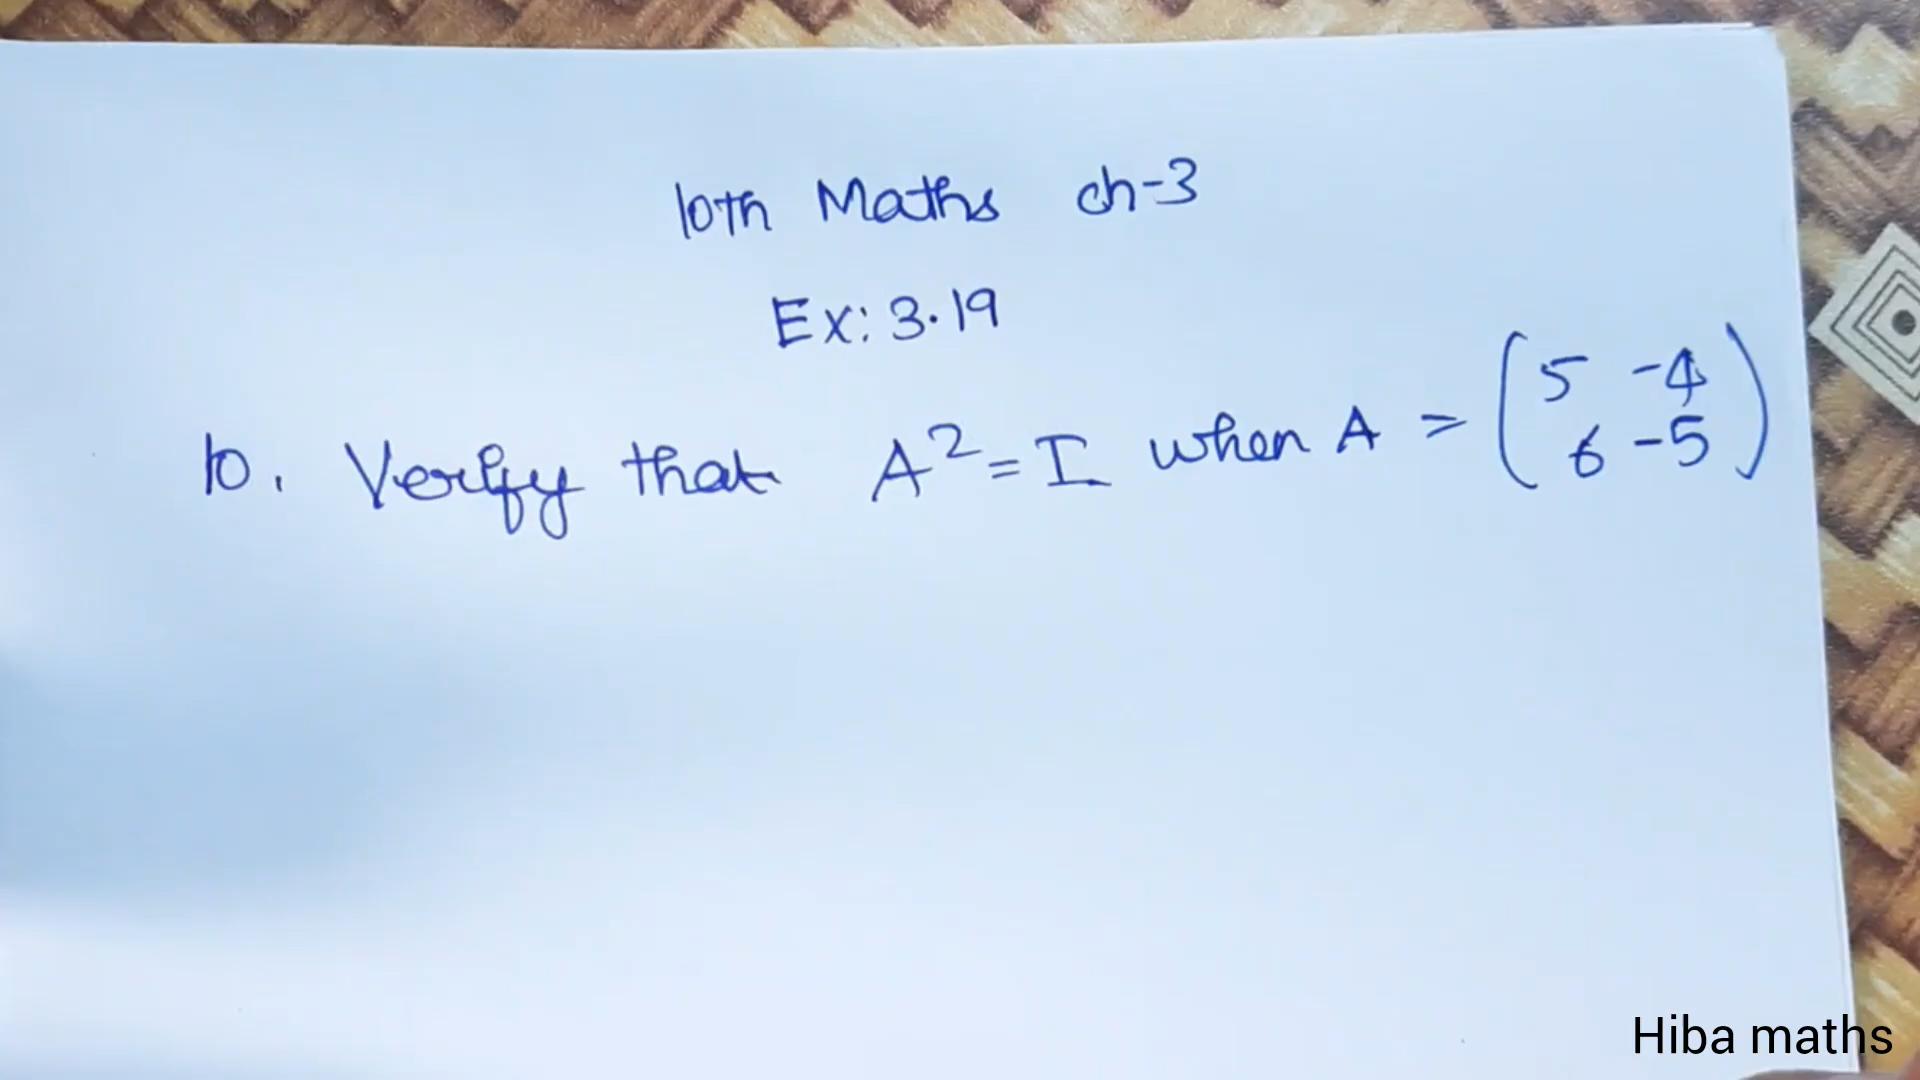 10th Maths ch-3
Ex: 3.19
10. Verify that A² = I when A = (5 -4
6 -5)
Hiba maths